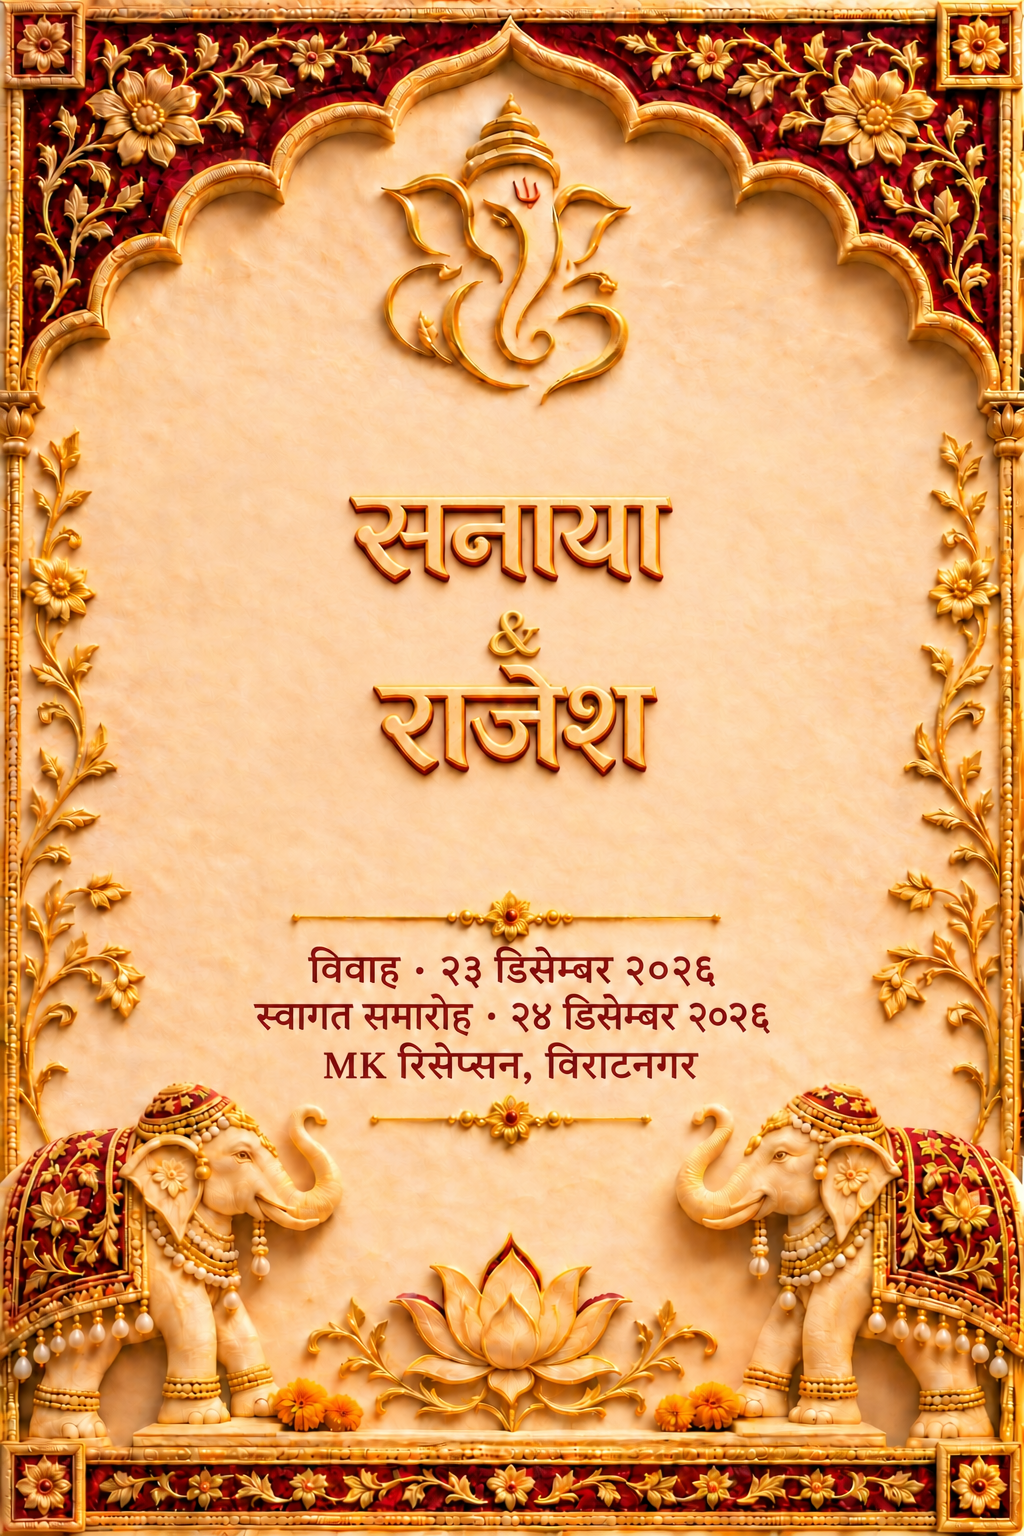 सनाया
&
राजेश
विवाह · २३ डिसेम्बर २०२६
स्वागत समारोह · २४ डिसेम्बर २०२६
MK रिसेप्सन, विराटनगर